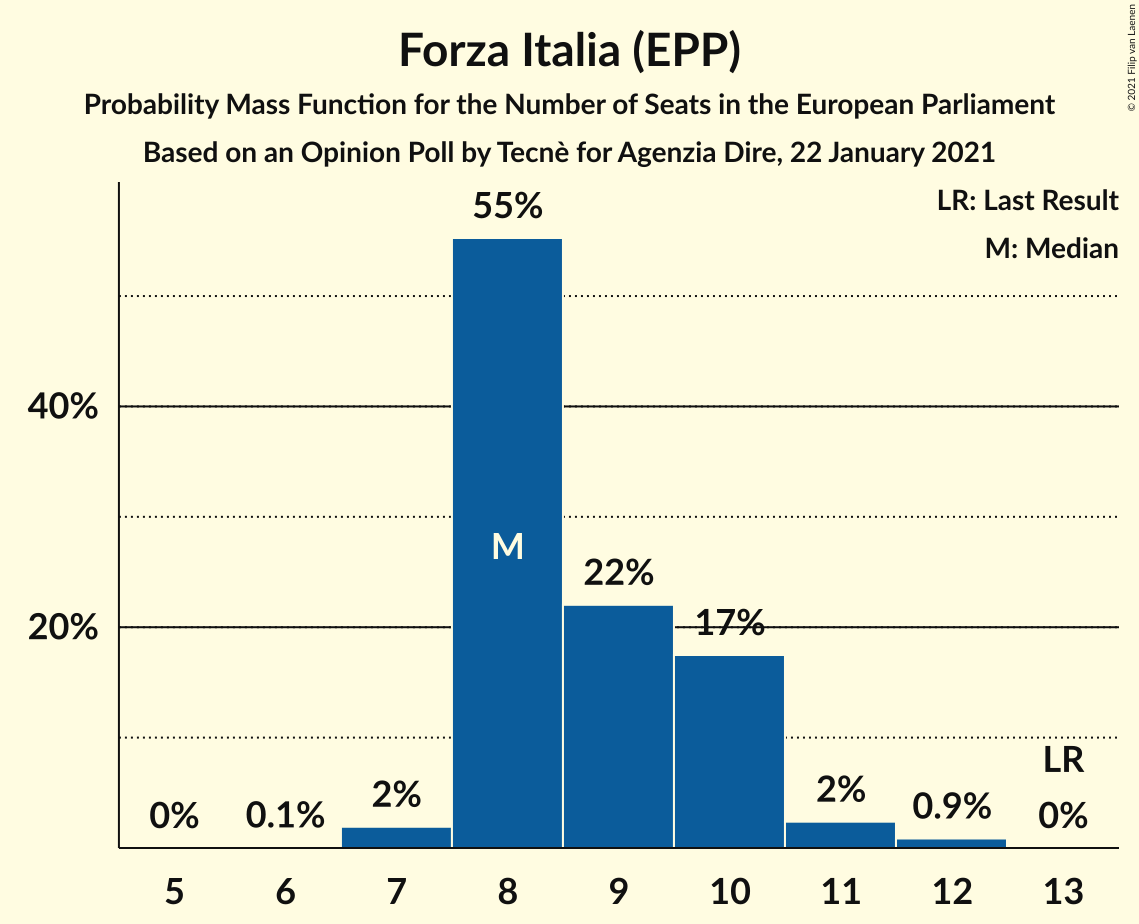 Forza Italia (EPP)
Probability Mass Function for the Number of Seats in the European Parliament
Based on an Opinion Poll by Tecnè for Agenzia Dire, 22 January 2021
© 2021 Filip van Laenen
LR: Last Result
M: Median
55%
40%
M
22%
20%
17%
LR
0%
0.1%
2%
2%
0.9%
0%
5 6 7 8 9 10 11 12 13